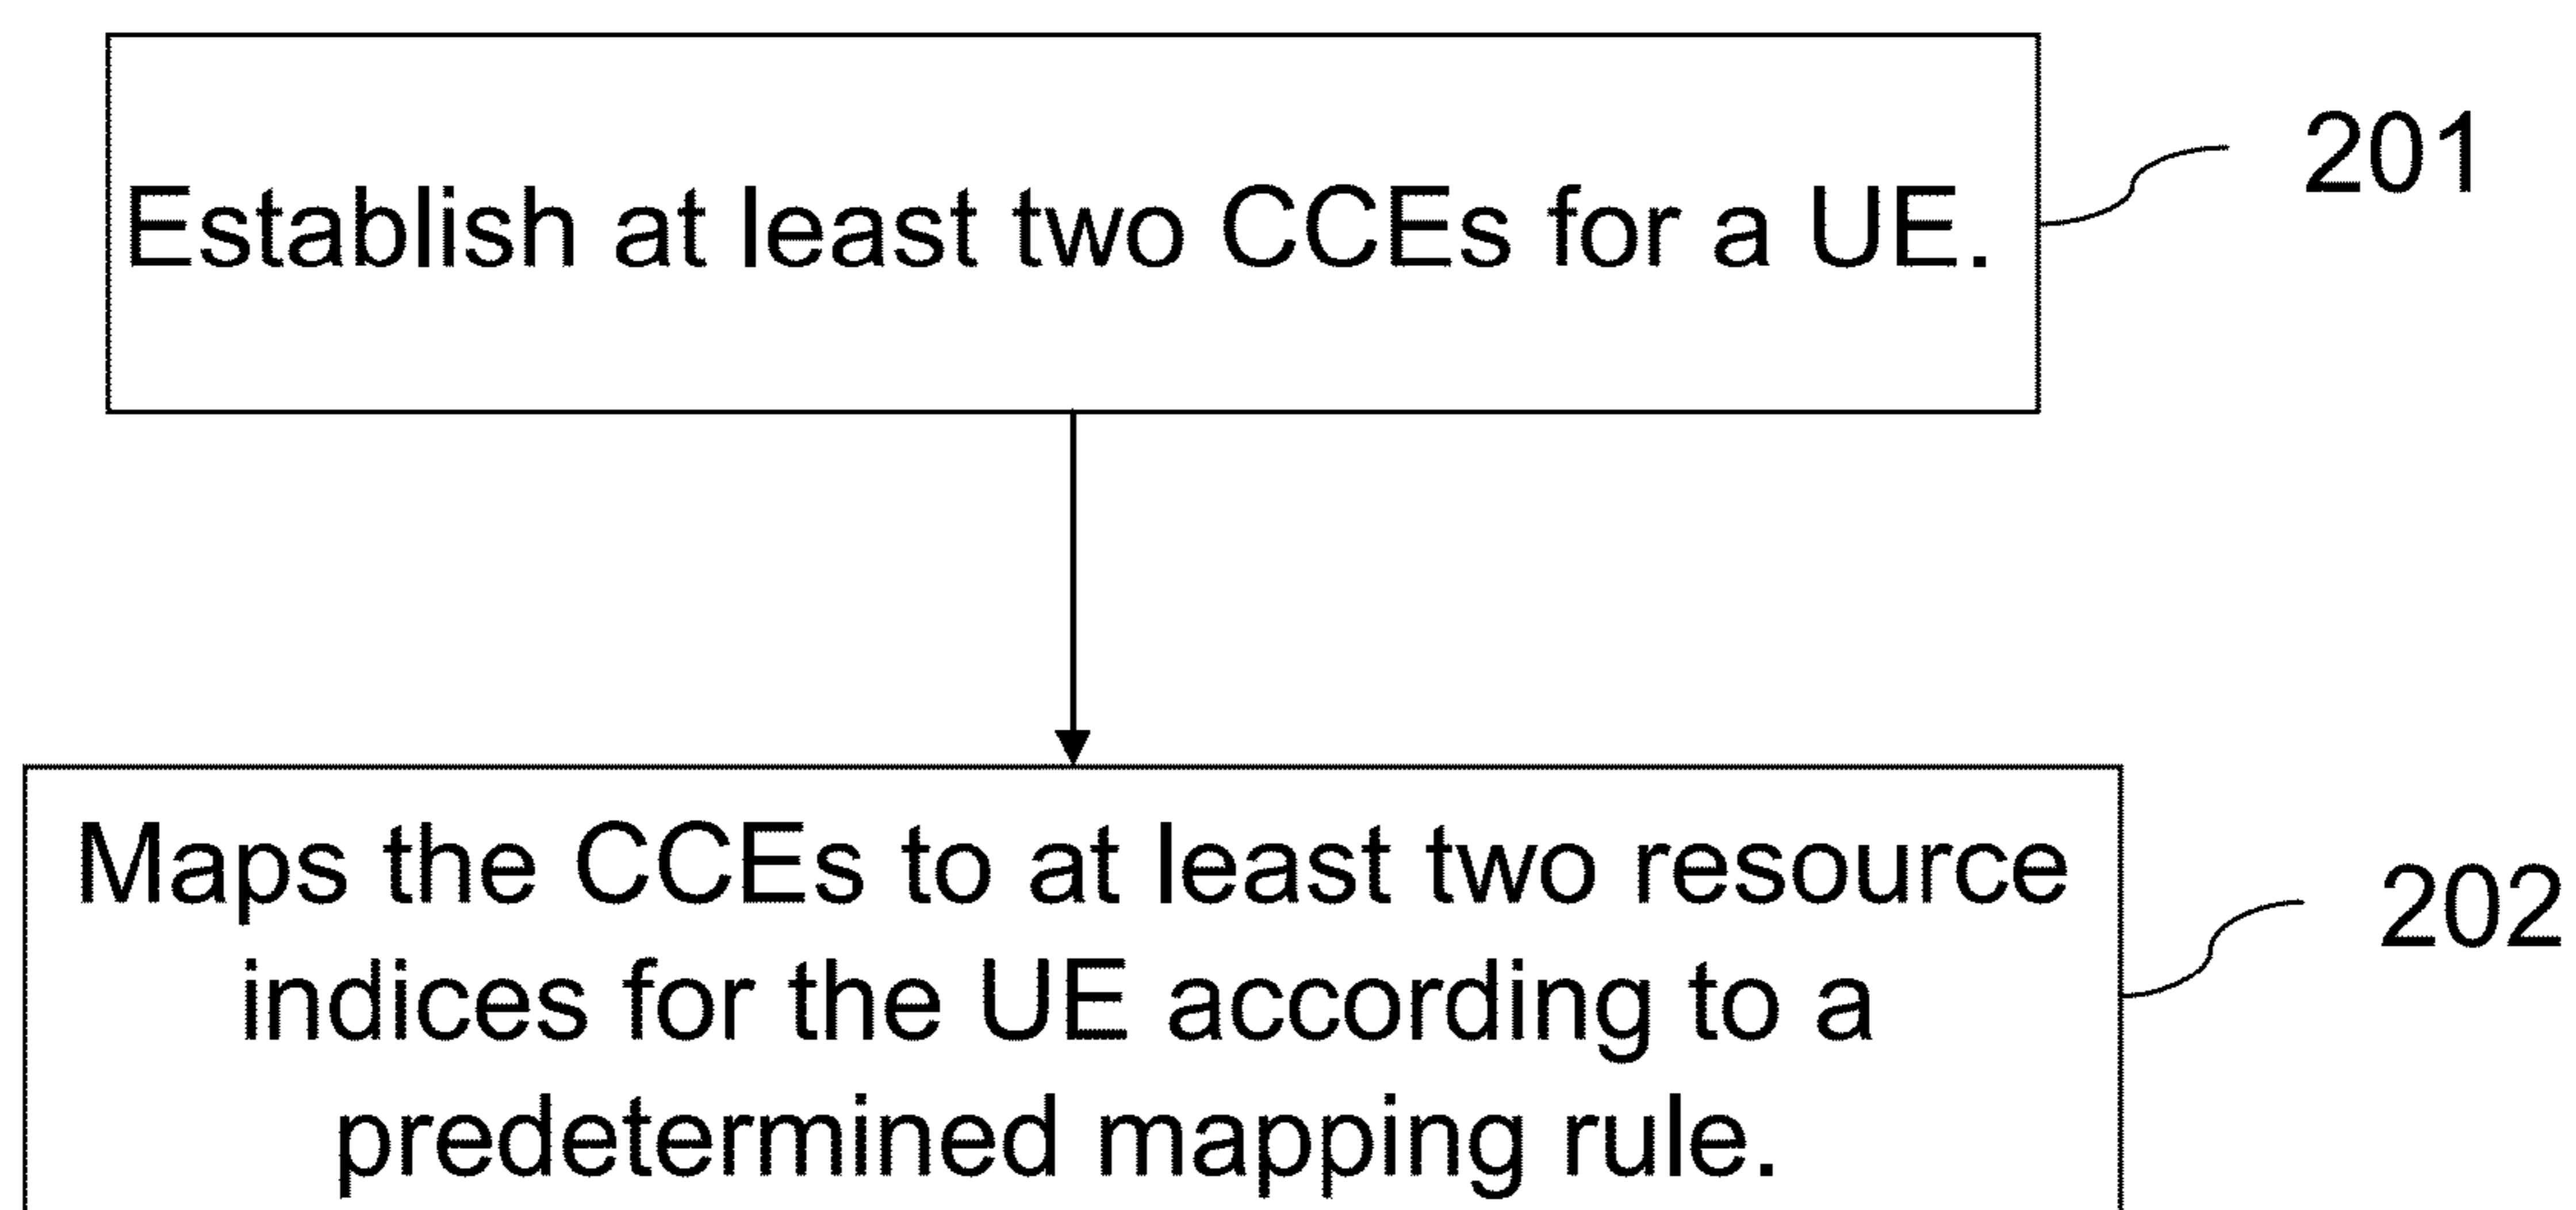 Establish at least two CCEs for a UE.
201
Maps the CCEs to at least two resource
indices for the UE according to a
predetermined mapping rule.
202